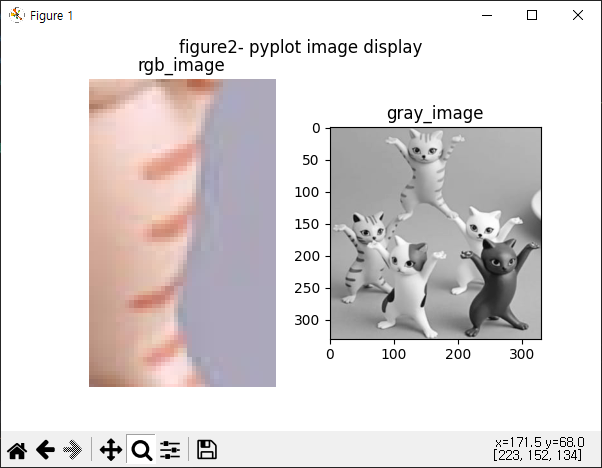 Figure 1
figure2- pyplot image display
rgb_image
gray_image
0
50
100
150
200
250
300
0 100 200 300
x=171.5 y=68.0
[223, 152, 134]